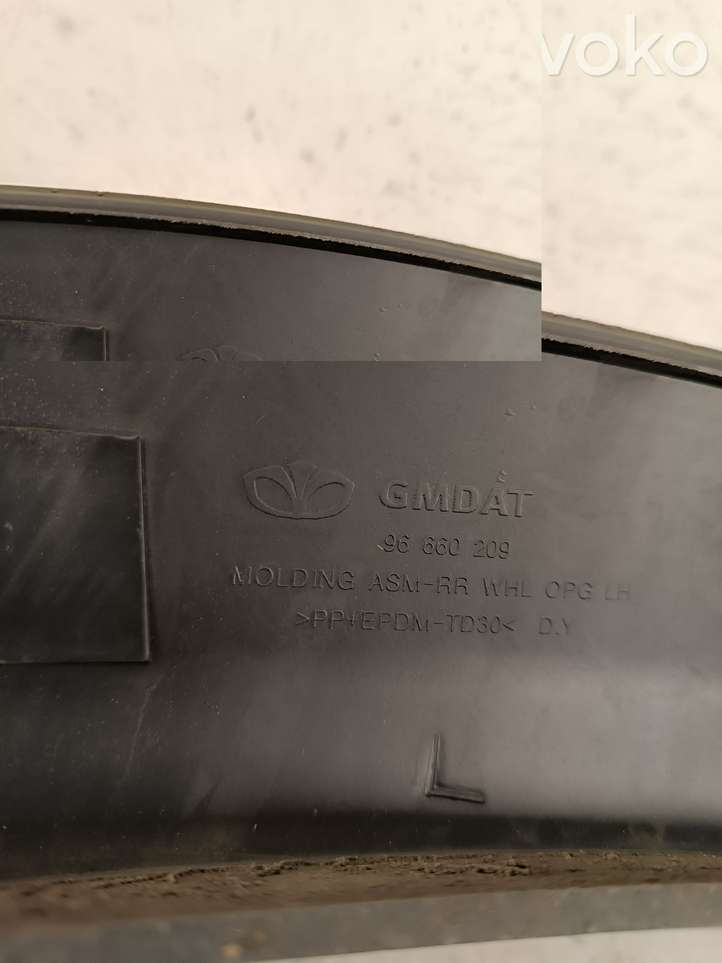 voko
GMDAT
96 660 209
MOLDING ASM-RR WHL OPG LH
>PP+EPDM-TD30< D.Y
L